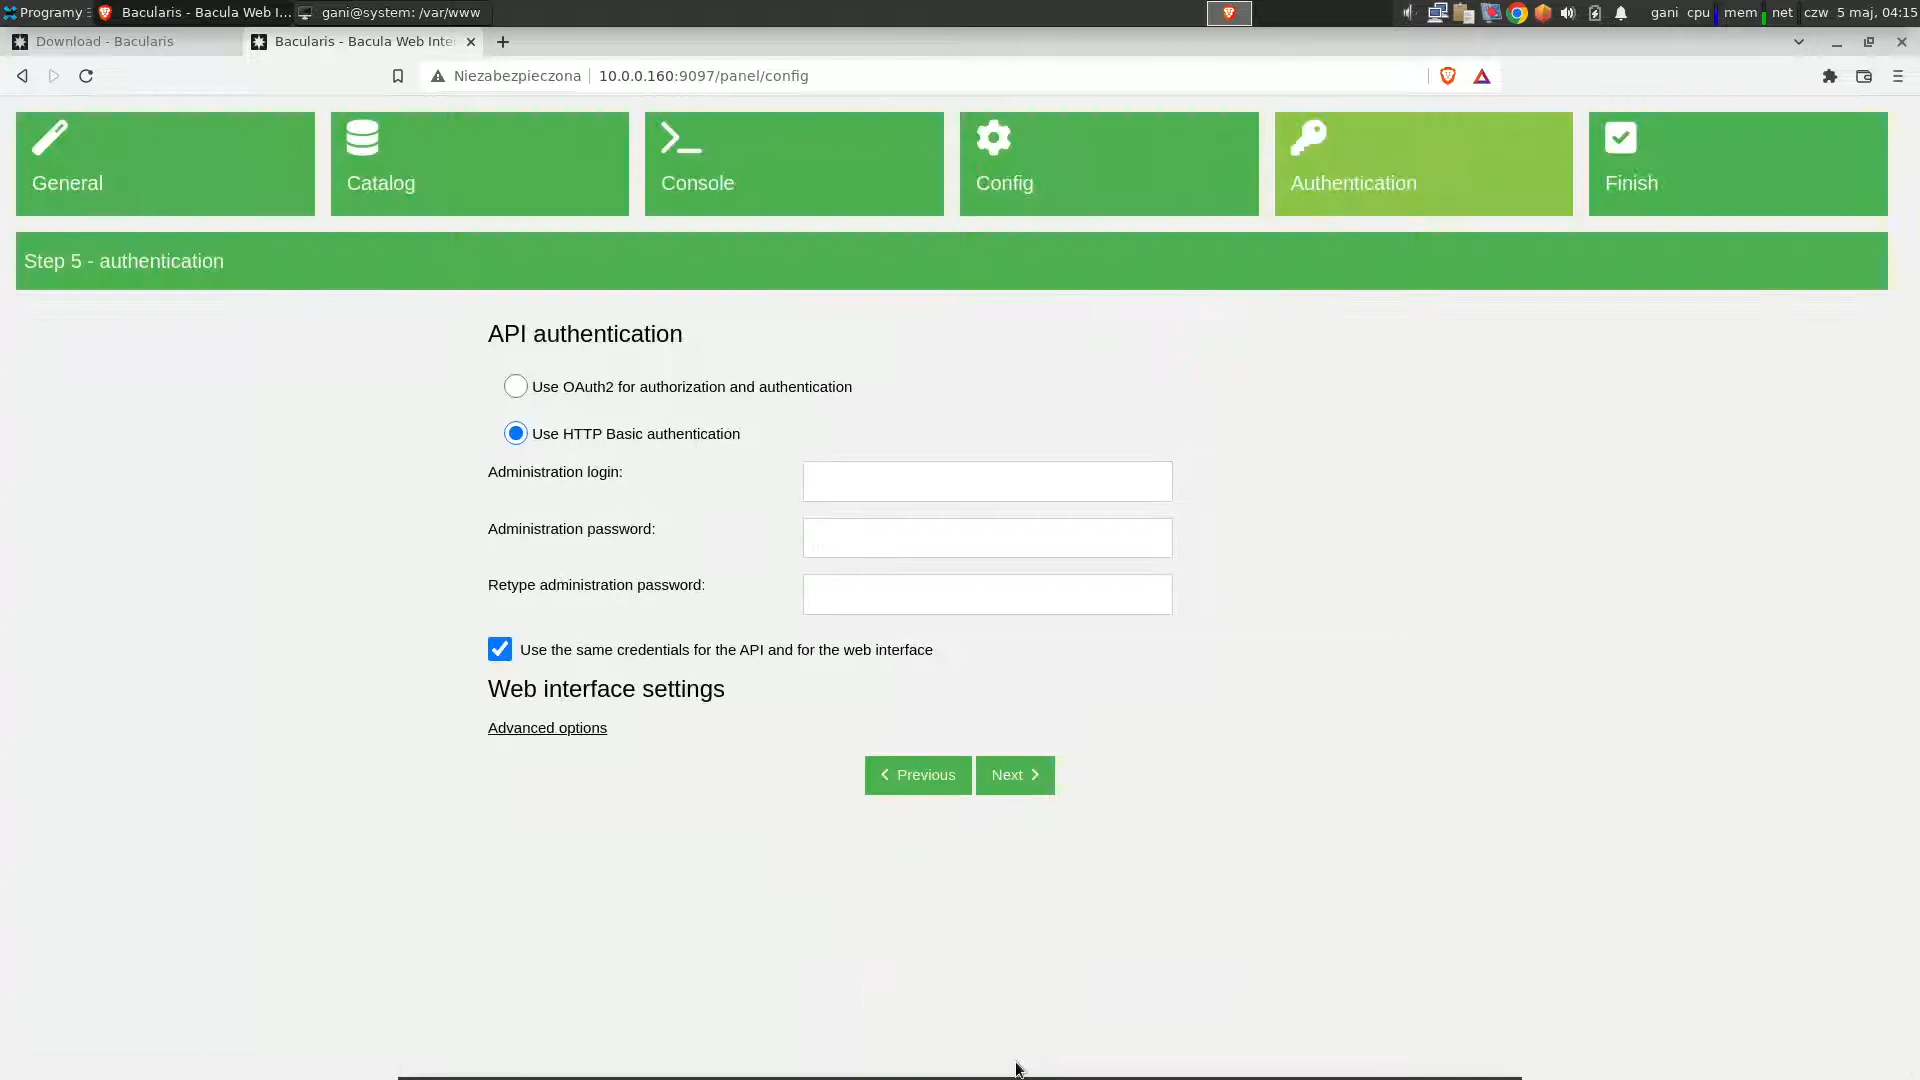 Programy
Bacularis - Bacula Web I...
gani@system: /var/www
gani cpu mem net czw 5 maj, 04:15
Download - Bacularis
Bacularis - Bacula Web Inte
Niezabezpieczona
10.0.0.160:9097/panel/config
General
Catalog
Console
Config
Authentication
Finish
Step 5 - authentication
API authentication
Use OAuth2 for authorization and authentication
Use HTTP Basic authentication
Administration login:
Administration password:
Retype administration password:
Use the same credentials for the API and for the web interface
Web interface settings
Advanced options
Previous
Next